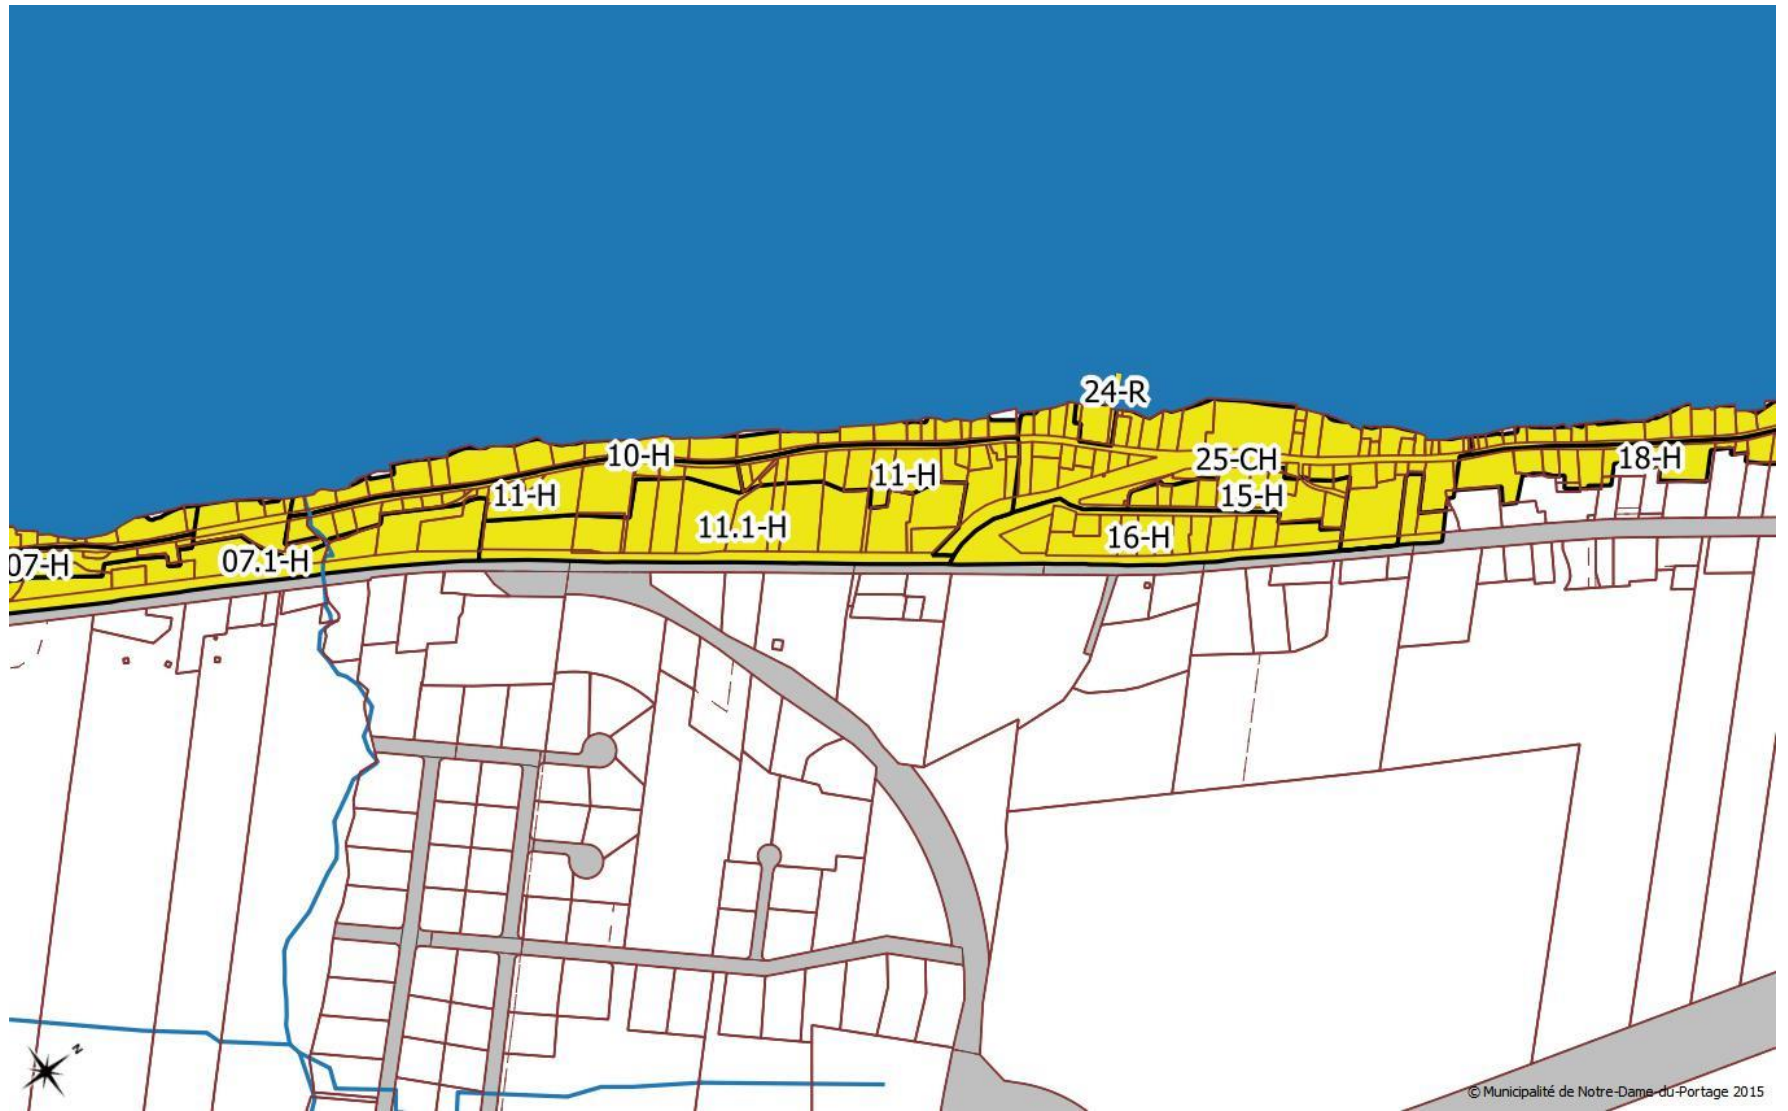 24-R
10-H
25-CH
18-H
11-H
11-H
15-H
11.1-H
16-H
07-H
07.1-H
N
© Municipalité de Notre-Dame-du-Portage 2015